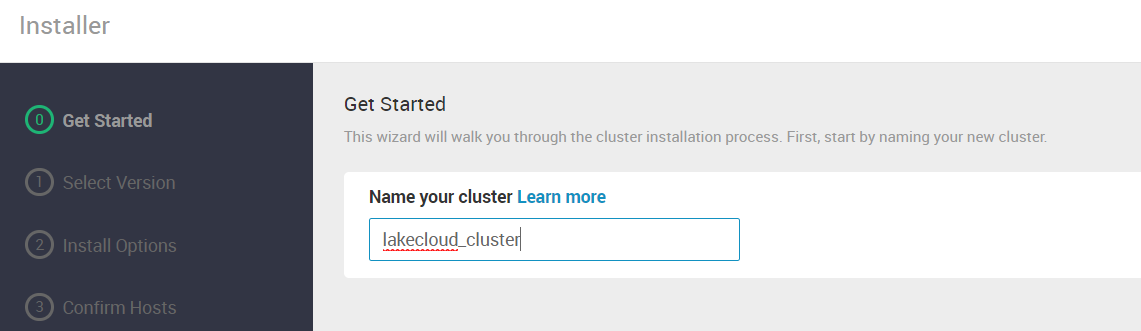 Installer
0 Get Started
1 Select Version
2 Install Options
3 Confirm Hosts
Get Started
This wizard will walk you through the cluster installation process. First, start by naming your new cluster.
Name your cluster Learn more
lakecloud_cluster